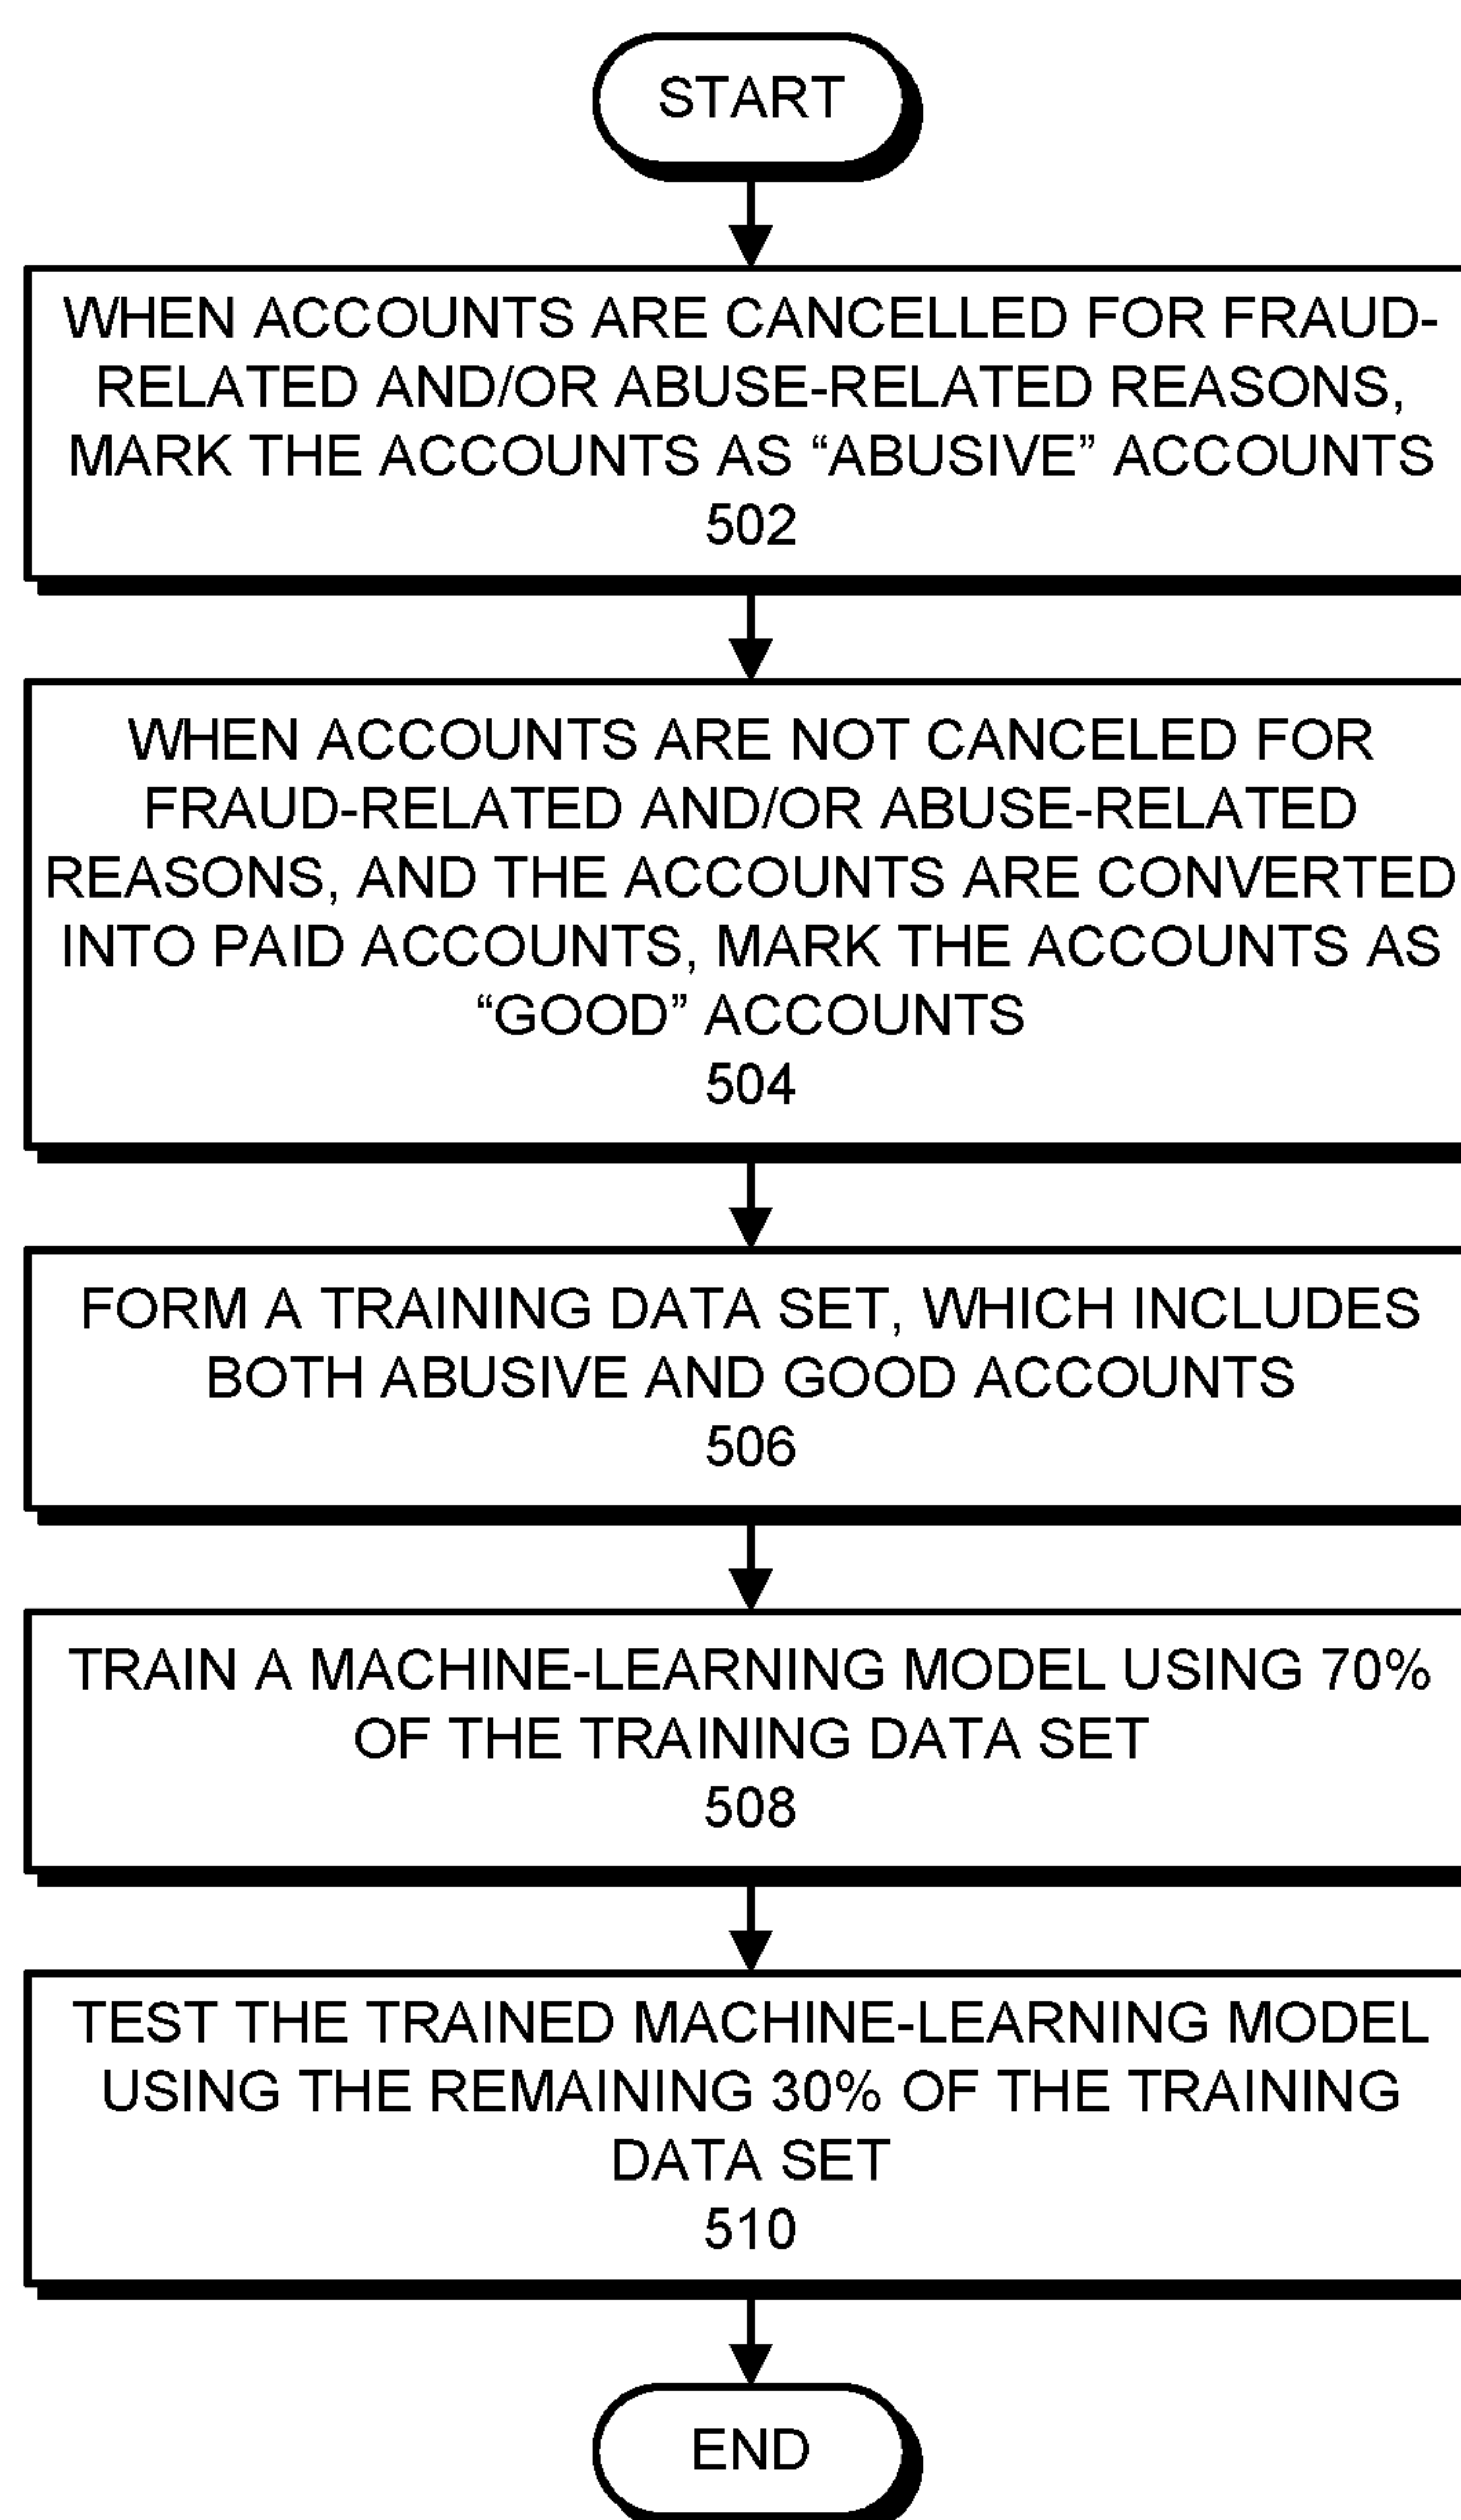 START
WHEN ACCOUNTS ARE CANCELLED FOR FRAUD-
RELATED AND/OR ABUSE-RELATED REASONS,
MARK THE ACCOUNTS AS “ABUSIVE” ACCOUNTS
502
WHEN ACCOUNTS ARE NOT CANCELED FOR
FRAUD-RELATED AND/OR ABUSE-RELATED
REASONS, AND THE ACCOUNTS ARE CONVERTED
INTO PAID ACCOUNTS, MARK THE ACCOUNTS AS
“GOOD” ACCOUNTS
504
FORM A TRAINING DATA SET, WHICH INCLUDES
BOTH ABUSIVE AND GOOD ACCOUNTS
506
TRAIN A MACHINE-LEARNING MODEL USING 70%
OF THE TRAINING DATA SET
508
TEST THE TRAINED MACHINE-LEARNING MODEL
USING THE REMAINING 30% OF THE TRAINING
DATA SET
510
END